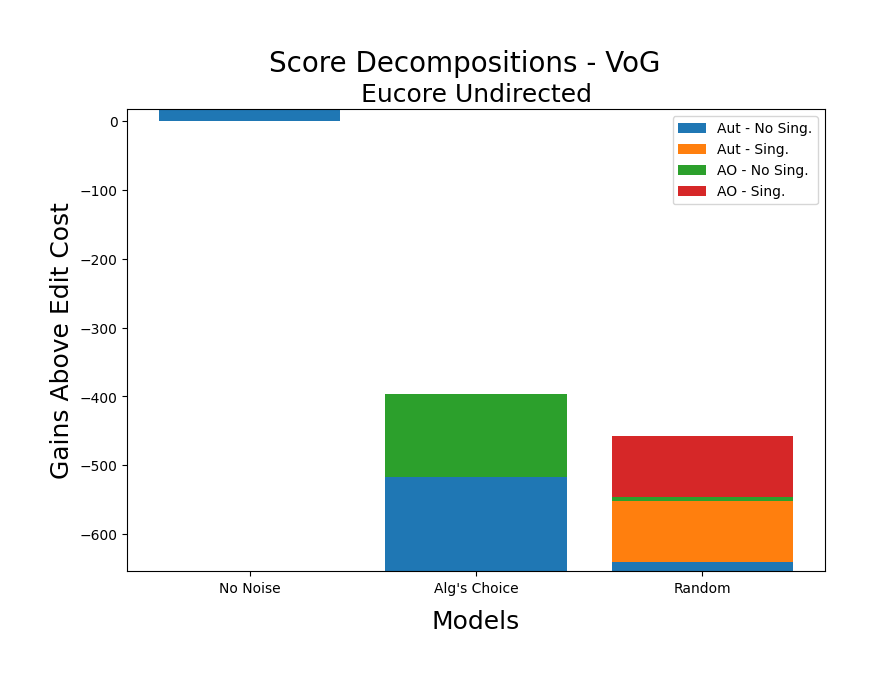 Score Decompositions - VoG
Eucore Undirected
Gains Above Edit Cost
0
−100
−200
−300
−400
−500
−600
Aut - No Sing.
Aut - Sing.
AO - No Sing.
AO - Sing.
No Noise
Alg's Choice
Random
Models